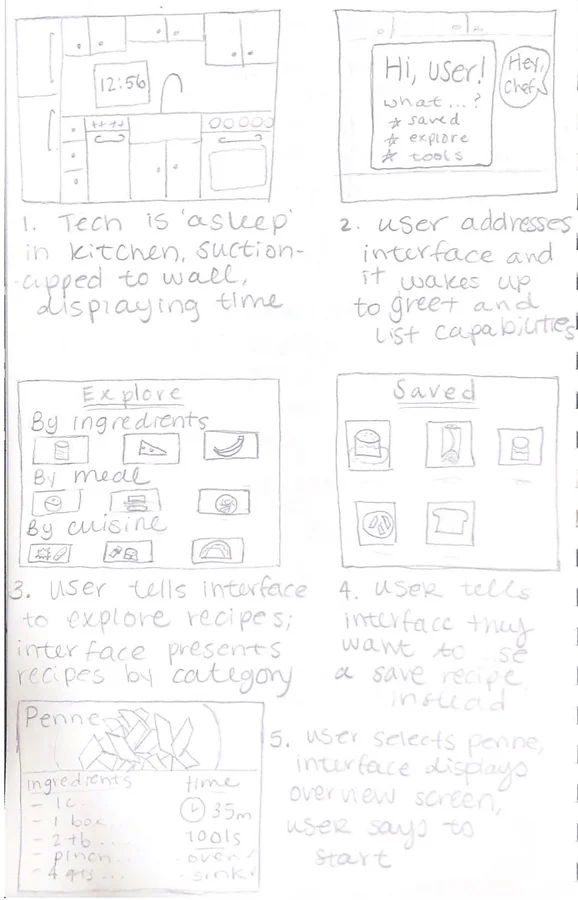 12:56
1. Tech is 'asleep'
in kitchen, suction-
-cupped to wall,
displaying time
Hi, user!
what...?
saved
explore
tools
Hey,
Chef
2. user addresses
interface and
it wakes up
to greet and
list capabilities
Explore
By ingredients
By meal
By cuisine
3. user tells interface
to explore recipes;
interface presents
recipes by category
Saved
4. user tells
interface they
want to se
a save recipe
instead
Penne
ingredients
- 1c..
- 1 box...
- 2 tb...
- pinch...
- 4 qts...
time
35m
tools
- oven
- sink
5. user selects penne,
interface displays
overview screen,
user says to
start